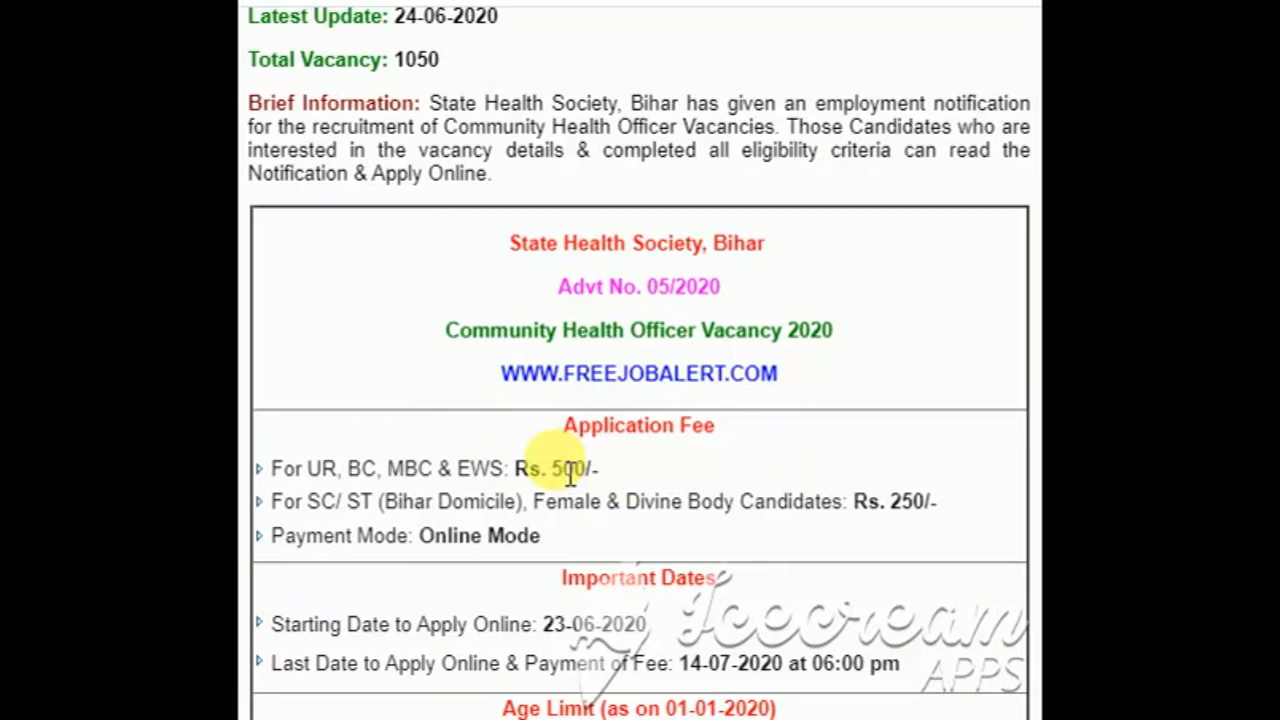 Latest Update: 24-06-2020
Total Vacancy: 1050
Brief Information: State Health Society, Bihar has given an employment notification
for the recruitment of Community Health Officer Vacancies. Those Candidates who are
interested in the vacancy details & completed all eligibility criteria can read the
Notification & Apply Online.
State Health Society, Bihar
Advt No. 05/2020
Community Health Officer Vacancy 2020
WWW.FREEJOBALERT.COM
Application Fee
For UR, BC, MBC & EWS: Rs. 500/-
For SC/ ST (Bihar Domicile), Female & Divine Body Candidates: Rs. 250/-
Payment Mode: Online Mode
Important Dates
Starting Date to Apply Online: 23-06-2020
Last Date to Apply Online & Payment of Fee: 14-07-2020 at 06:00 pm
Icecream
APPS
Age Limit (as on 01-01-2020)